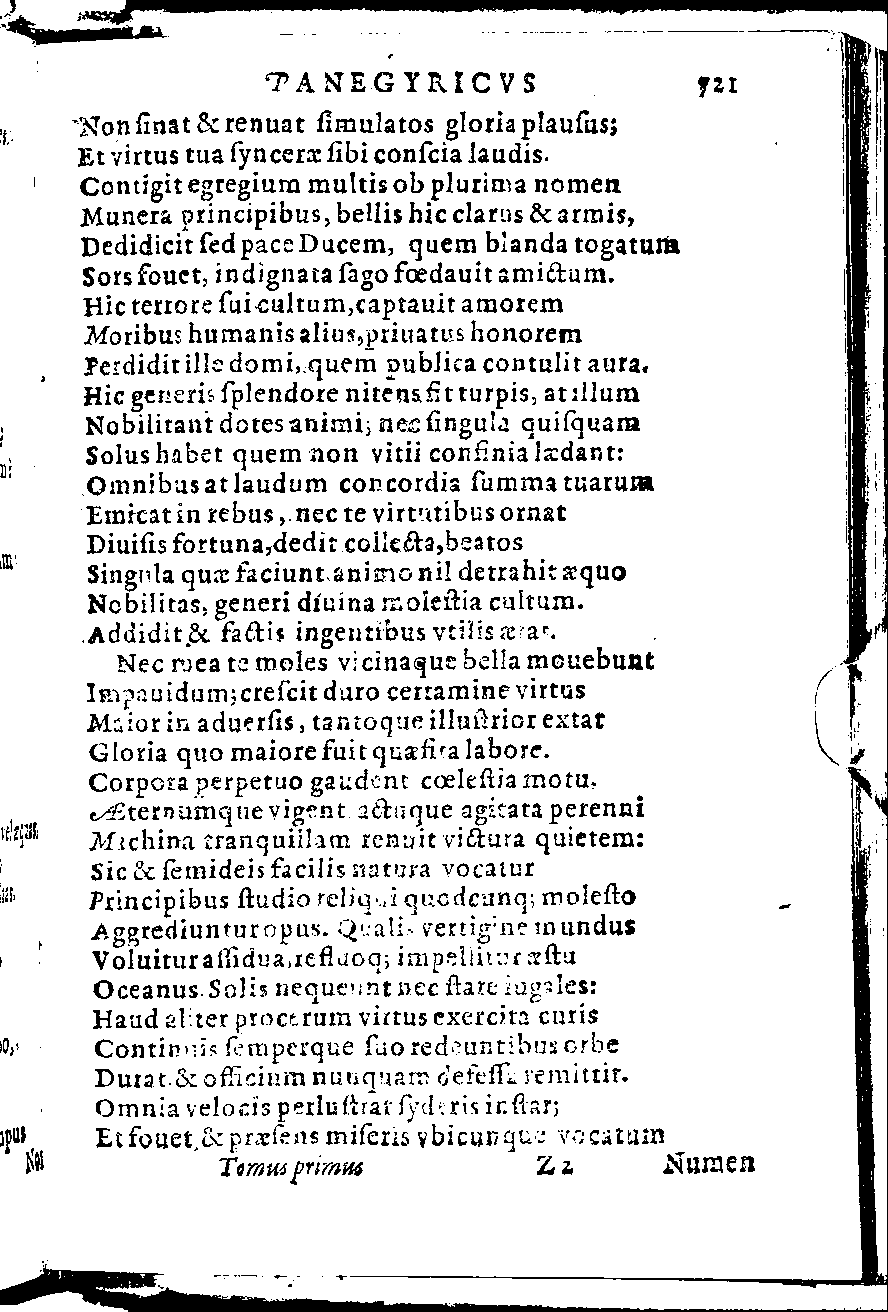 PANEGYRICVS 721
Non ſinat & renuat ſimulatos gloria plauſus;
Et virtus tua ſynceræ ſibi conſcia laudis.
Contigit egregium multis ob plurima nomen
Munera principibus, bellis hic clarus & armis,
Dedidicit ſed pace Ducem, quem blanda togatum
Sors fouet, indignata ſago fœdauit amictum.
Hic terrore ſui cultum, captauit amorem
Moribus humanis alius, priuatus honorem
Perdidit ille domi, quem publica contulit aura.
Hic generis ſplendore nitens fit turpis, at illum
Nobilitant dotes animi; nec ſingula quiſquam
Solus habet quem non vitii confinia lædant:
Omnibus at laudum concordia ſumma tuarum
Emicat in rebus, nec te virtutibus ornat
Diuiſis fortuna, dedit collecta, beatos
Singula quæ faciunt animo nil detrahit æquo
Nobilitas, generi diuina moleſtia cultum.
Addidit & factis ingentibus vtilis ætas.
Nec mea te moles vicinaque bella mouebunt
Impauidum; creſcit duro certamine virtus
Maior in aduerſis, tantoque illuſtrior extat
Gloria quo maiore fuit quæſita labore.
Corpora perpetuo gaudent cœleſtia motu,
Æternumque vigent actuque agitata perenni
Machina tranquillam renuit victura quietem:
Sic & ſemideis facilis natura vocatur
Principibus ſtudio reliqui quodcunq; moleſto
Aggrediuntur opus. Qualis vertigine mundus
Voluitur aſſidua, refluoq; impellitur æſtu
Oceanus. Solis nequeunt nec ſtare iugales:
Haud aliter procerum virtus exercita curis
Continuis ſemperque ſuo redeuntibus orbe
Durat & officium nunquam defeſſa remittit.
Omnia velocis perluſtrat ſyderis inſtar;
Et fouet & præſens miſeris vbicunque vocatum
Tomus primus Z2 Numen